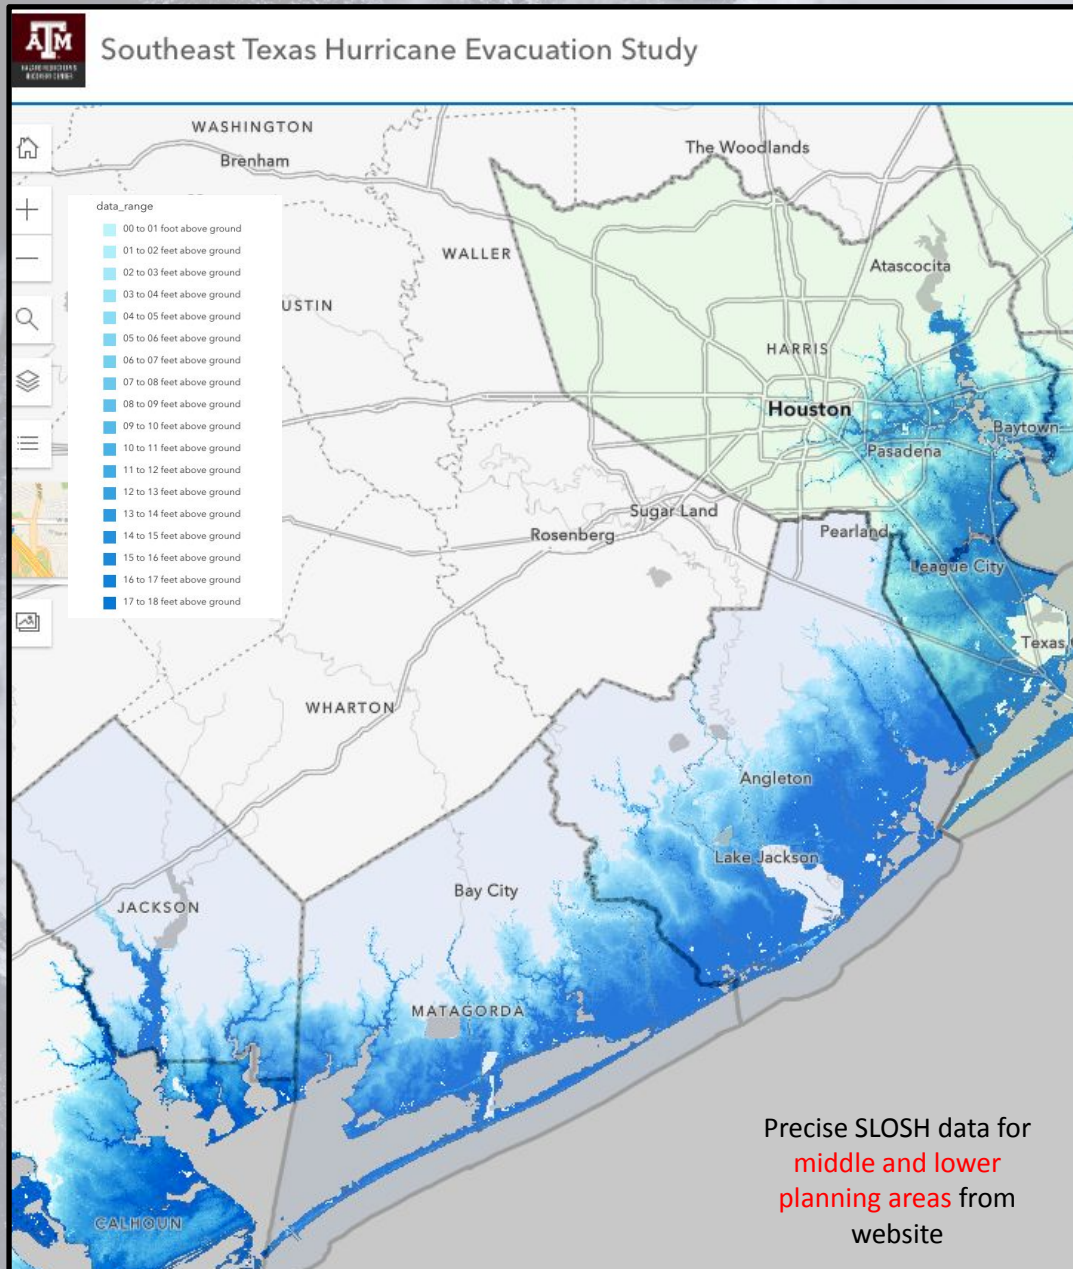 ĀM
Southeast Texas Hurricane Evacuation Study
WASHINGTON
Brenham
The Woodlands
data_range
00 to 01 foot above ground
01 to 02 feet above ground
02 to 03 feet above ground
03 to 04 feet above ground
04 to 05 feet above ground
05 to 06 feet above ground
06 to 07 feet above ground
07 to 08 feet above ground
08 to 09 feet above ground
09 to 10 feet above ground
10 to 11 feet above ground
11 to 12 feet above ground
12 to 13 feet above ground
13 to 14 feet above ground
14 to 15 feet above ground
15 to 16 feet above ground
16 to 17 feet above ground
17 to 18 feet above ground
WALLER
Atascocita
USTIN
HARRIS
Houston
Baytown
Pasadena
Sugar Land
Rosenberg
Pearland
League City
Texas
WHARTON
Angleton
Lake Jackson
Bay City
JACKSON
MATAGORDA
CALHOUN
Precise SLOSH data for
middle and lower
planning areas from
website